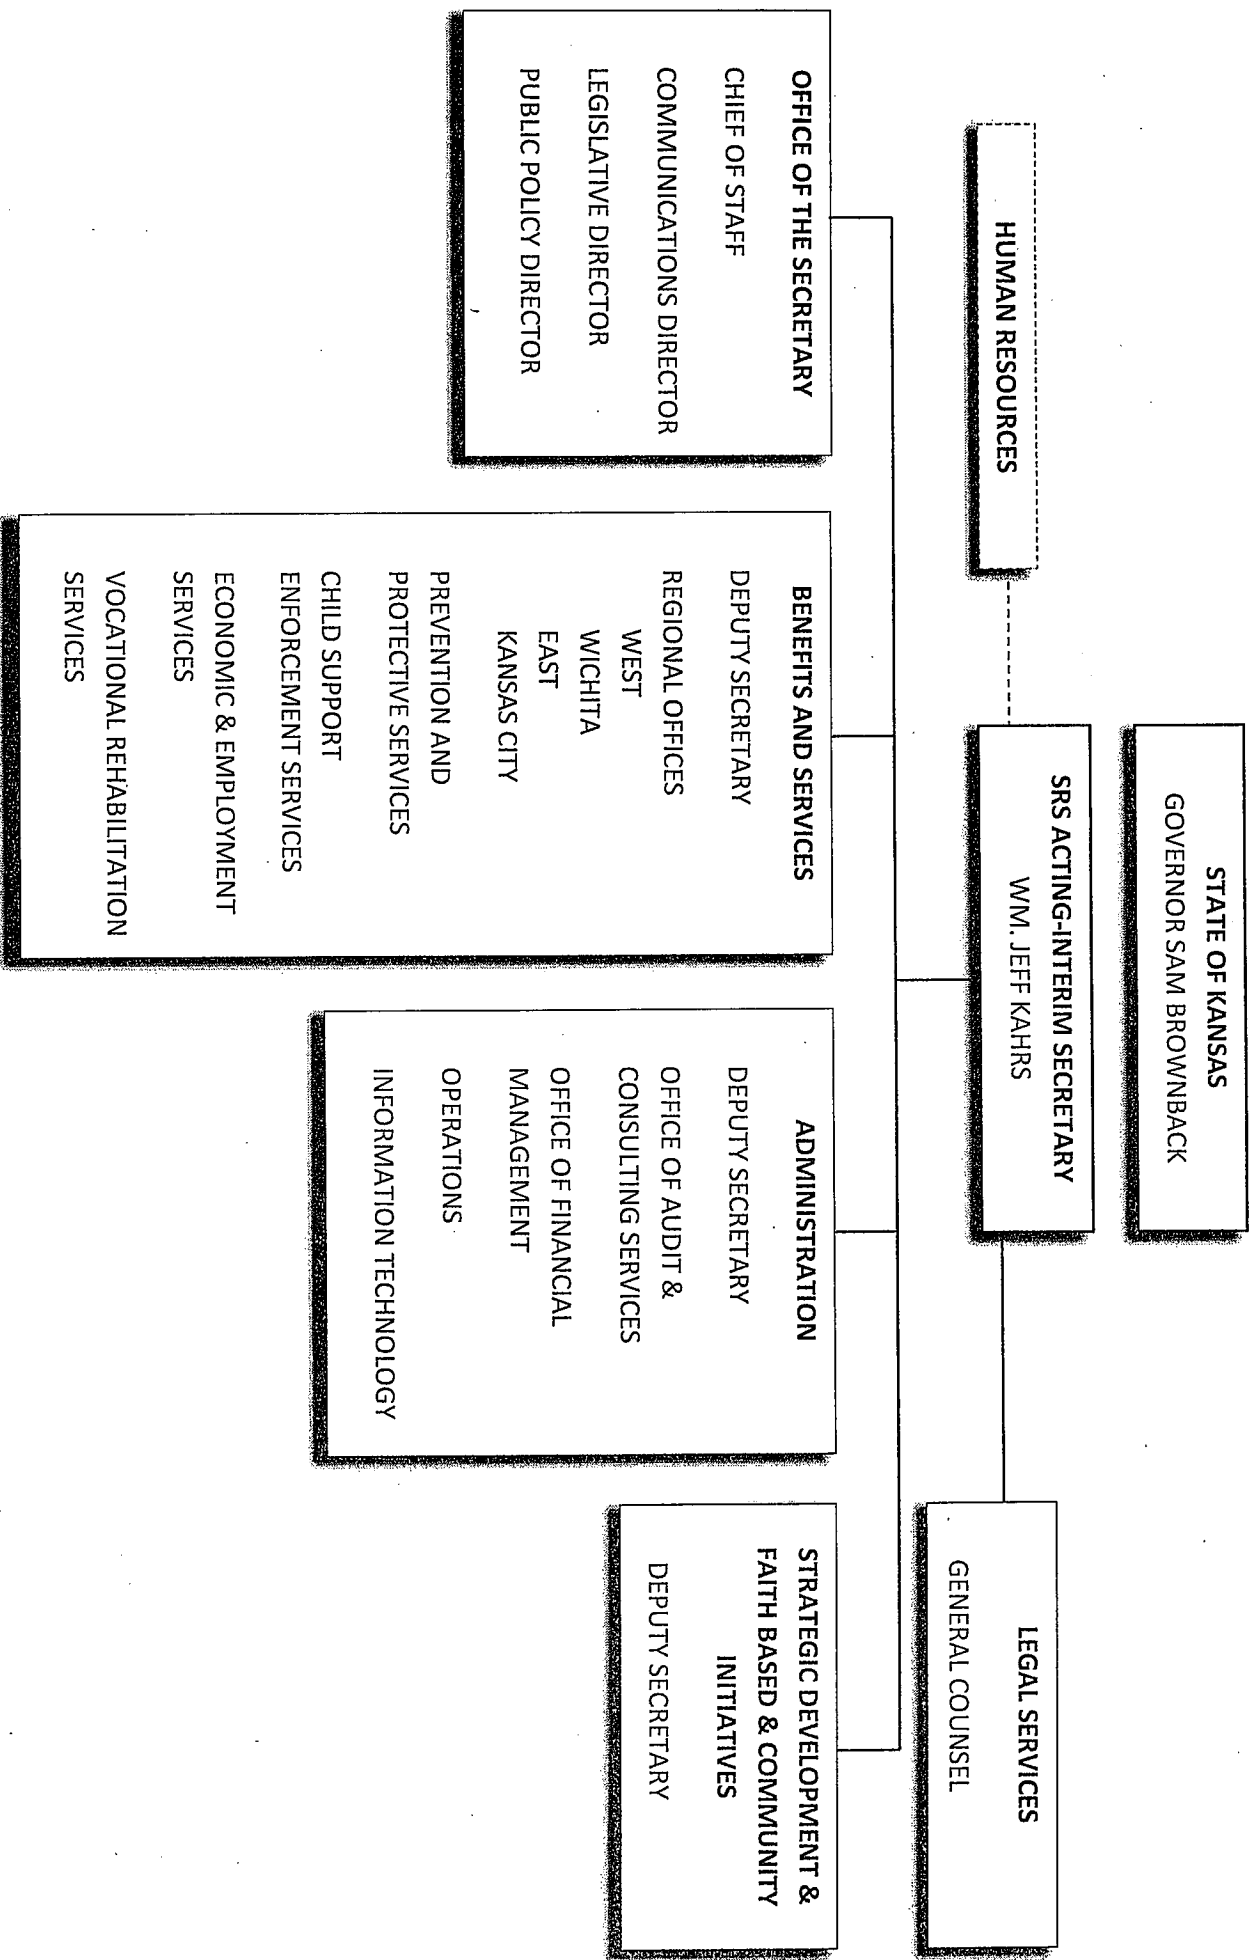 STATE OF KANSAS
GOVERNOR SAM BROWNBACK
SRS ACTING-INTERIM SECRETARY
WM. JEFF KAHRS
HUMAN RESOURCES
LEGAL SERVICES
GENERAL COUNSEL
OFFICE OF THE SECRETARY
CHIEF OF STAFF
COMMUNICATIONS DIRECTOR
LEGISLATIVE DIRECTOR
PUBLIC POLICY DIRECTOR
BENEFITS AND SERVICES
DEPUTY SECRETARY
REGIONAL OFFICES
WEST
WICHITA
EAST
KANSAS CITY
PREVENTION AND
PROTECTIVE SERVICES
CHILD SUPPORT
ENFORCEMENT SERVICES
ECONOMIC & EMPLOYMENT
SERVICES
VOCATIONAL REHABILITATION
SERVICES
ADMINISTRATION
DEPUTY SECRETARY
OFFICE OF AUDIT &
CONSULTING SERVICES
OFFICE OF FINANCIAL
MANAGEMENT
OPERATIONS
INFORMATION TECHNOLOGY
STRATEGIC DEVELOPMENT &
FAITH BASED & COMMUNITY
INITIATIVES
DEPUTY SECRETARY